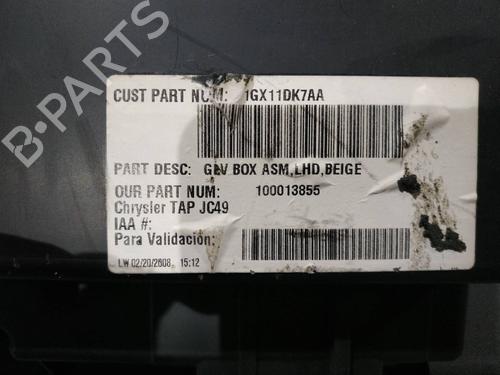 CUST PART NUM: 1GX11DK7AA
PART DESC: GLV BOX ASM,LHD,BEIGE
OUR PART NUM: 100013855
Chrysler TAP JC49
IAA #:
Para Validación:
LW 02/20/2008 15:12
B